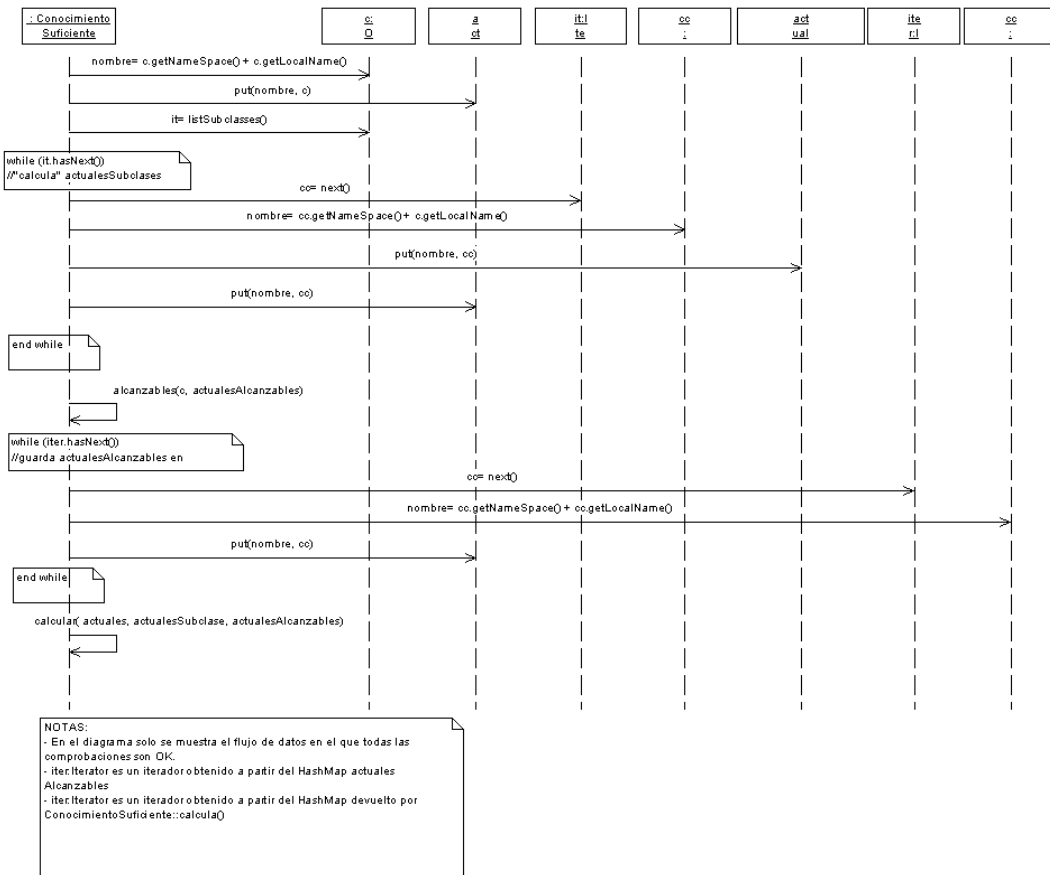 : Conocimiento
Suficiente
c:
O
a
ct
it:I
te
cc
:
act
ual
ite
r:I
cc
:
nombre= c.getNameSpace() + c.getLocalName()
put(nombre, c)
it= listSubclasses()
while (it.hasNext())
//"calcula" actualesSubclases
cc= next()
nombre= cc.getNameSpace()+ c.getLocalName()
put(nombre, cc)
put(nombre, cc)
end while
alcanzables(c, actualesAlcanzables)
while (iter.hasNext())
//guarda actualesAlcanzables en
cc= next()
nombre= cc.getNameSpace() + cc.getLocalName()
put(nombre, cc)
end while
calcular( actuales, actualesSubclase, actualesAlcanzables)
NOTAS:
- En el diagrama solo se muestra el flujo de datos en el que todas las
comprobaciones son OK.
- iter.Iterator es un iterador obtenido a partir del HashMap actuales
Alcanzables
- iter.Iterator es un iterador obtenido a partir del HashMap devuelto por
ConocimientoSuficiente::calcula()